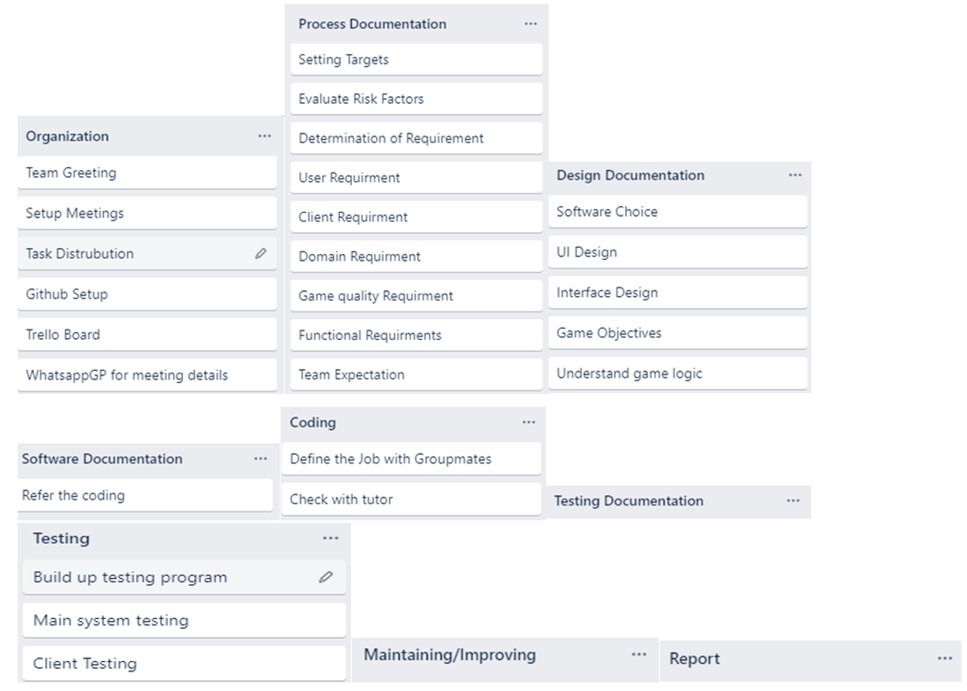 Organization
Team Greeting
Setup Meetings
Task Distrubution
Github Setup
Trello Board
WhatsappGP for meeting details
Process Documentation
Setting Targets
Evaluate Risk Factors
Determination of Requirement
User Requirment
Client Requirment
Domain Requirment
Game quality Requirment
Functional Requirments
Team Expectation
Design Documentation
Software Choice
UI Design
Interface Design
Game Objectives
Understand game logic
Software Documentation
Refer the coding
Coding
Define the Job with Groupmates
Check with tutor
Testing Documentation
Testing
Build up testing program
Main system testing
Client Testing
Maintaining/Improving
Report